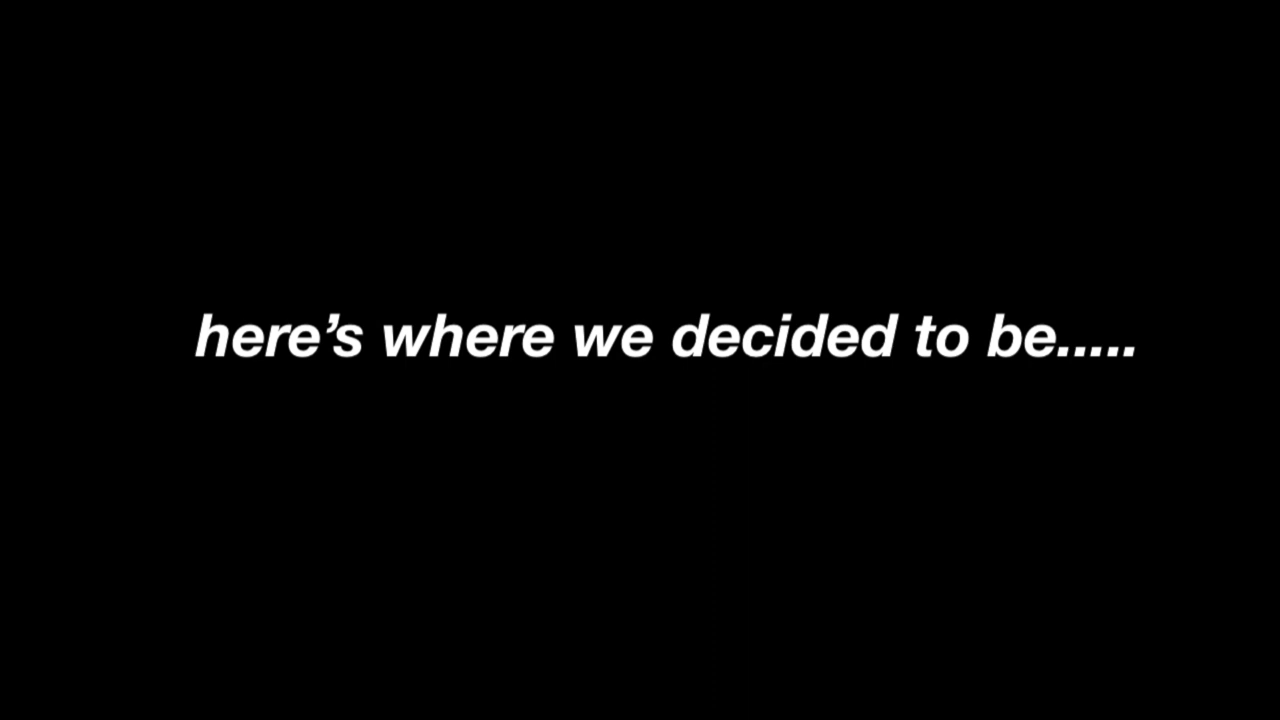 here’s where we decided to be.....